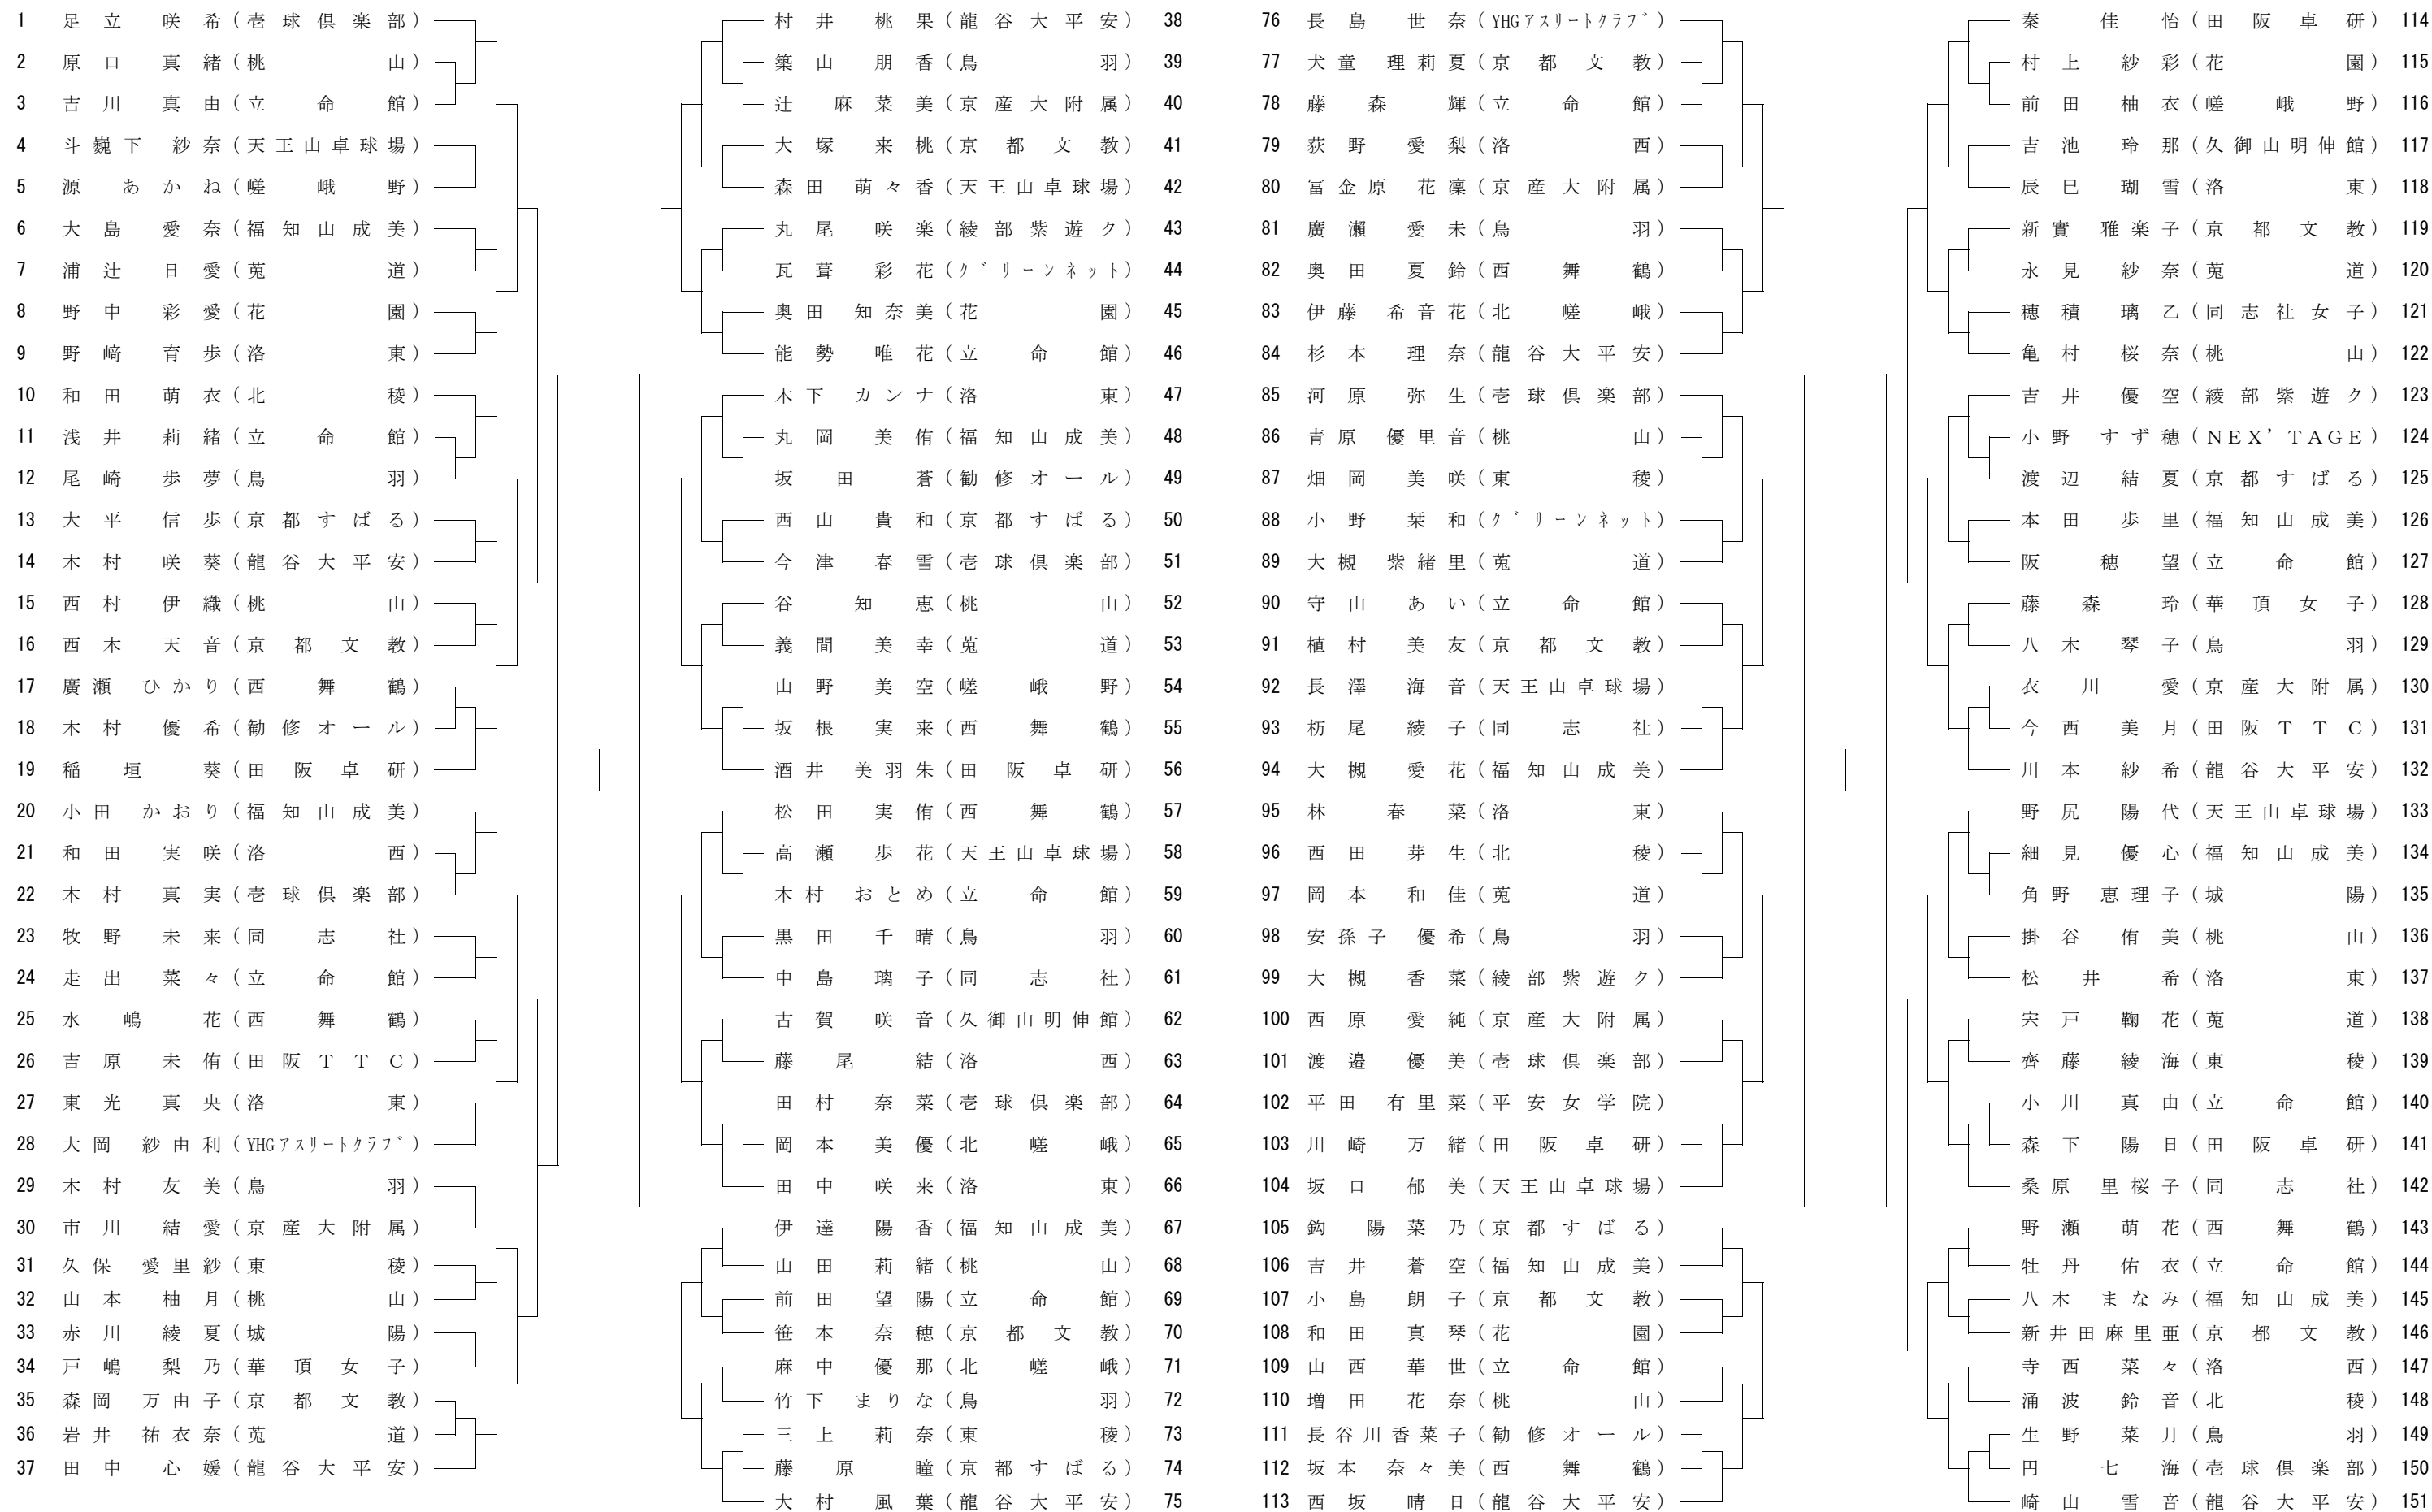 1 足立 咲希(壱球倶楽部)
2 原口 真緒(桃山)
3 吉川 真由(立命館)
4 斗巍下 紗奈(天王山卓球場)
5 源 あかね(嵯峨野)
6 大島 愛奈(福知山成美)
7 浦辻 日愛(莵道)
8 野中 彩愛(花園)
9 野﨑 育歩(洛東)
10 和田 萌衣(北稜)
11 浅井 莉緒(立命館)
12 尾崎 歩夢(鳥羽)
13 大平 信歩(京都すばる)
14 木村 咲葵(龍谷大平安)
15 西村 伊織(桃山)
16 西木 天音(京都文教)
17 廣瀬 ひかり(西舞鶴)
18 木村 優希(勧修オール)
19 稲垣 葵(田阪卓研)
20 小田 かおり(福知山成美)
21 和田 実咲(洛西)
22 木村 真実(壱球倶楽部)
23 牧野 未来(同志社)
24 走出 菜々(立命館)
25 水嶋 花(西舞鶴)
26 吉原 未侑(田阪TTC)
27 東光 真央(洛東)
28 大岡 紗由利(YHGアスリートクラブ)
29 木村 友美(鳥羽)
30 市川 結愛(京産大附属)
31 久保 愛里紗(東稜)
32 山本 柚月(桃山)
33 赤川 綾夏(城陽)
34 戸嶋 梨乃(華頂女子)
35 森岡 万由子(京都文教)
36 岩井 祐衣奈(莵道)
37 田中 心媛(龍谷大平安)
村井 桃果(龍谷大平安) 38
築山 朋香(鳥羽) 39
辻 麻菜美(京産大附属) 40
大塚 来桃(京都文教) 41
森田 萌々香(天王山卓球場) 42
丸尾 咲楽(綾部紫遊ク) 43
瓦葺 彩花(グリーンネット) 44
奥田 知奈美(花園) 45
能勢 唯花(立命館) 46
木下 カンナ(洛東) 47
丸岡 美侑(福知山成美) 48
坂田 蒼(勧修オール) 49
西山 貴和(京都すばる) 50
今津 春雪(壱球倶楽部) 51
谷 知恵(桃山) 52
義間 美幸(莵道) 53
山野 美空(嵯峨野) 54
坂根 実来(西舞鶴) 55
酒井 美羽朱(田阪卓研) 56
松田 実侑(西舞鶴) 57
高瀬 歩花(天王山卓球場) 58
木村 おとめ(立命館) 59
黒田 千晴(鳥羽) 60
中島 璃子(同志社) 61
古賀 咲音(久御山明伸館) 62
藤尾 結(洛西) 63
田村 奈菜(壱球倶楽部) 64
岡本 美優(北嵯峨) 65
田中 咲来(洛東) 66
伊達 陽香(福知山成美) 67
山田 莉緒(桃山) 68
前田 望陽(立命館) 69
笹本 奈穂(京都文教) 70
麻中 優那(北嵯峨) 71
竹下 まりな(鳥羽) 72
三上 莉奈(東稜) 73
藤原 瞳(京都すばる) 74
大村 風葉(龍谷大平安) 75
76 長島 世奈(YHGアスリートクラブ)
77 犬童 理莉夏(京都文教)
78 藤森 輝(立命館)
79 荻野 愛梨(洛西)
80 冨金原 花凜(京産大附属)
81 廣瀬 愛未(鳥羽)
82 奥田 夏鈴(西舞鶴)
83 伊藤 希音花(北嵯峨)
84 杉本 理奈(龍谷大平安)
85 河原 弥生(壱球倶楽部)
86 青原 優里音(桃山)
87 畑岡 美咲(東稜)
88 小野 栞和(グリーンネット)
89 大槻 紫緒里(莵道)
90 守山 あい(立命館)
91 植村 美友(京都文教)
92 長澤 海音(天王山卓球場)
93 杤尾 綾子(同志社)
94 大槻 愛花(福知山成美)
95 林 春菜(洛東)
96 西田 芽生(北稜)
97 岡本 和佳(莵道)
98 安孫子 優希(鳥羽)
99 大槻 香菜(綾部紫遊ク)
100 西原 愛純(京産大附属)
101 渡邉 優美(壱球倶楽部)
102 平田 有里菜(平安女学院)
103 川崎 万緒(田阪卓研)
104 坂口 郁美(天王山卓球場)
105 鈎 陽菜乃(京都すばる)
106 吉井 蒼空(福知山成美)
107 小島 朗子(京都文教)
108 和田 真琴(花園)
109 山西 華世(立命館)
110 増田 花奈(桃山)
111 長谷川香菜子(勧修オール)
112 坂本 奈々美(西舞鶴)
113 西坂 晴日(龍谷大平安)
秦 佳怡(田阪卓研) 114
村上 紗彩(花園) 115
前田 柚衣(嵯峨野) 116
吉池 玲那(久御山明伸館) 117
辰巳 瑚雪(洛東) 118
新實 雅楽子(京都文教) 119
永見 紗奈(莵道) 120
穂積 璃乙(同志社女子) 121
亀村 桜奈(桃山) 122
吉井 優空(綾部紫遊ク) 123
小野 すず穂(NEX’TAGE) 124
渡辺 結夏(京都すばる) 125
本田 歩里(福知山成美) 126
阪 穂望(立命館) 127
藤森 玲(華頂女子) 128
八木 琴子(鳥羽) 129
衣川 愛(京産大附属) 130
今西 美月(田阪TTC) 131
川本 紗希(龍谷大平安) 132
野尻 陽代(天王山卓球場) 133
細見 優心(福知山成美) 134
角野 恵理子(城陽) 135
掛谷 侑美(桃山) 136
松井 希(洛東) 137
宍戸 鞠花(莵道) 138
齊藤 綾海(東稜) 139
小川 真由(立命館) 140
森下 陽日(田阪卓研) 141
桑原 里桜子(同志社) 142
野瀬 萌花(西舞鶴) 143
牡丹 佑衣(立命館) 144
八木 まなみ(福知山成美) 145
新井田麻里亜(京都文教) 146
寺西 菜々(洛西) 147
涌波 鈴音(北稜) 148
生野 菜月(鳥羽) 149
円 七海(壱球倶楽部) 150
崎山 雪音(龍谷大平安) 151